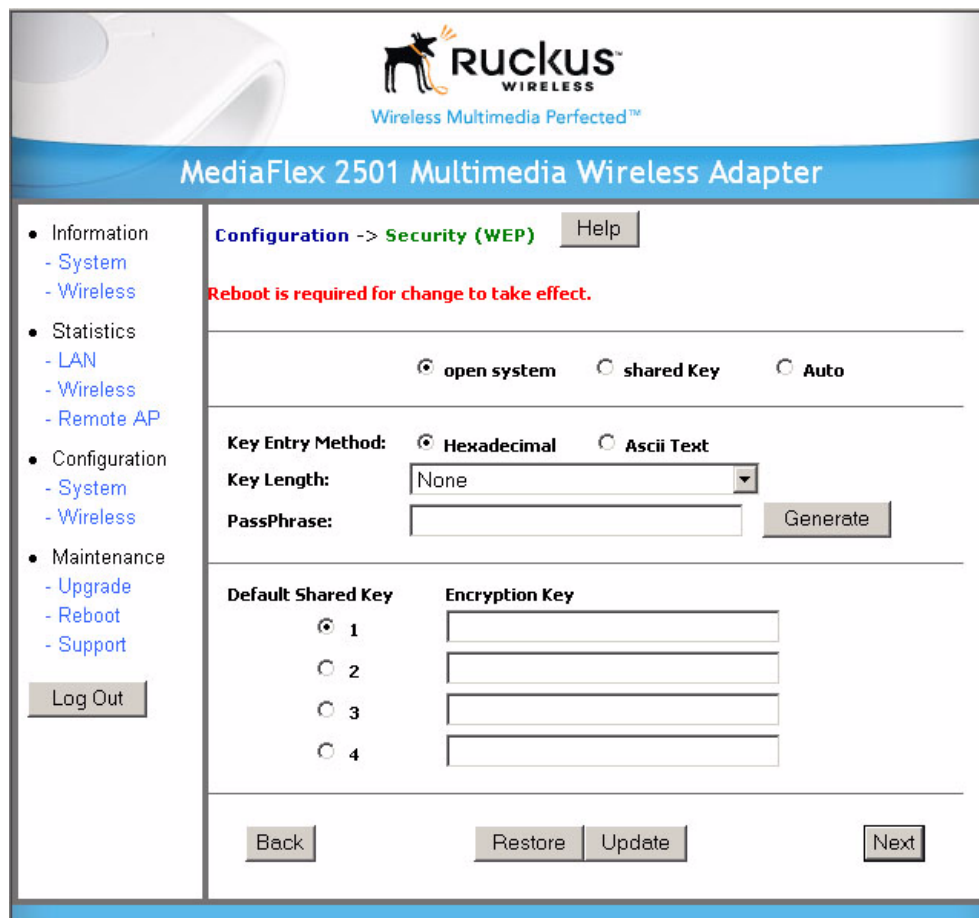 RUCKUS™
WIRELESS
Wireless Multimedia Perfected™
MediaFlex 2501 Multimedia Wireless Adapter
• Information
- System
- Wireless
• Statistics
- LAN
- Wireless
- Remote AP
• Configuration
- System
- Wireless
• Maintenance
- Upgrade
- Reboot
- Support
Log Out
Configuration -> Security (WEP) Help
Reboot is required for change to take effect.
open system shared Key Auto
Key Entry Method: Hexadecimal Ascii Text
Key Length: None
PassPhrase: Generate
Default Shared Key Encryption Key
1
2
3
4
Back Restore Update Next